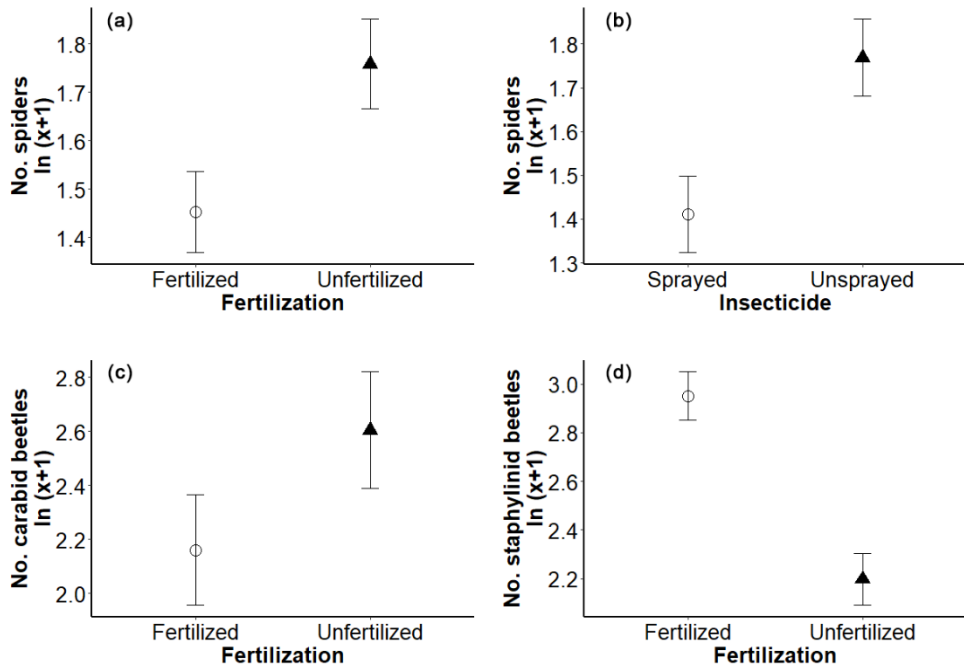 (a)
No. spiders
ln (x+1)
1.8
1.7
1.6
1.5
1.4
Fertilized Unfertilized
Fertilization
(b)
No. spiders
ln (x+1)
1.8
1.7
1.6
1.5
1.4
1.3
Sprayed Unsprayed
Insecticide
(c)
No. carabid beetles
ln (x+1)
2.8
2.6
2.4
2.2
2.0
Fertilized Unfertilized
Fertilization
(d)
No. staphylinid beetles
ln (x+1)
3.0
2.8
2.6
2.4
2.2
Fertilized Unfertilized
Fertilization